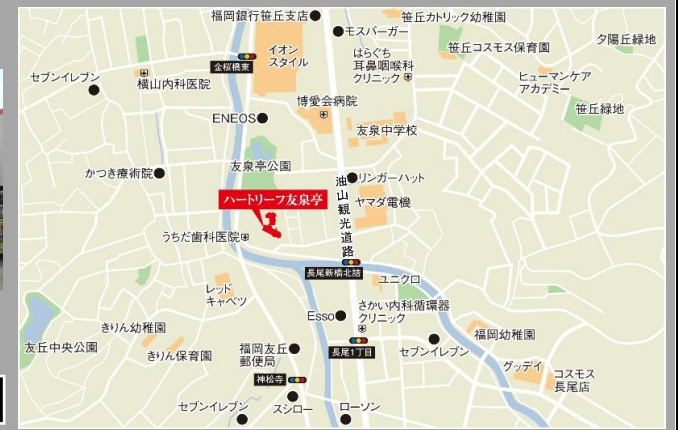 福岡銀行笹丘支店
モスバーガー
笹丘カトリック幼稚園
夕陽丘緑地
イオン
スタイル
はらぐち
耳鼻咽喉科
クリニック
笹丘コスモス保育園
金桜橋東
セブンイレブン
横山内科医院
ヒューマンケア
アカデミー
笹丘緑地
博愛会病院
ENEOS
友泉中学校
友泉亭公園
かつき療術院
リンガーハット
ハートリーフ友泉亭
油山観光道路
ヤマダ電機
うちだ歯科医院
長尾新橋北詰
ユニクロ
レッド
キャベツ
さかい内科循環器
クリニック
Esso
きりん幼稚園
福岡幼稚園
友丘中央公園
きりん保育園
福岡友丘
郵便局
長尾1丁目
セブンイレブン
グッデイ
コスモス
長尾店
神松寺
セブンイレブン
スシロー
ローソン